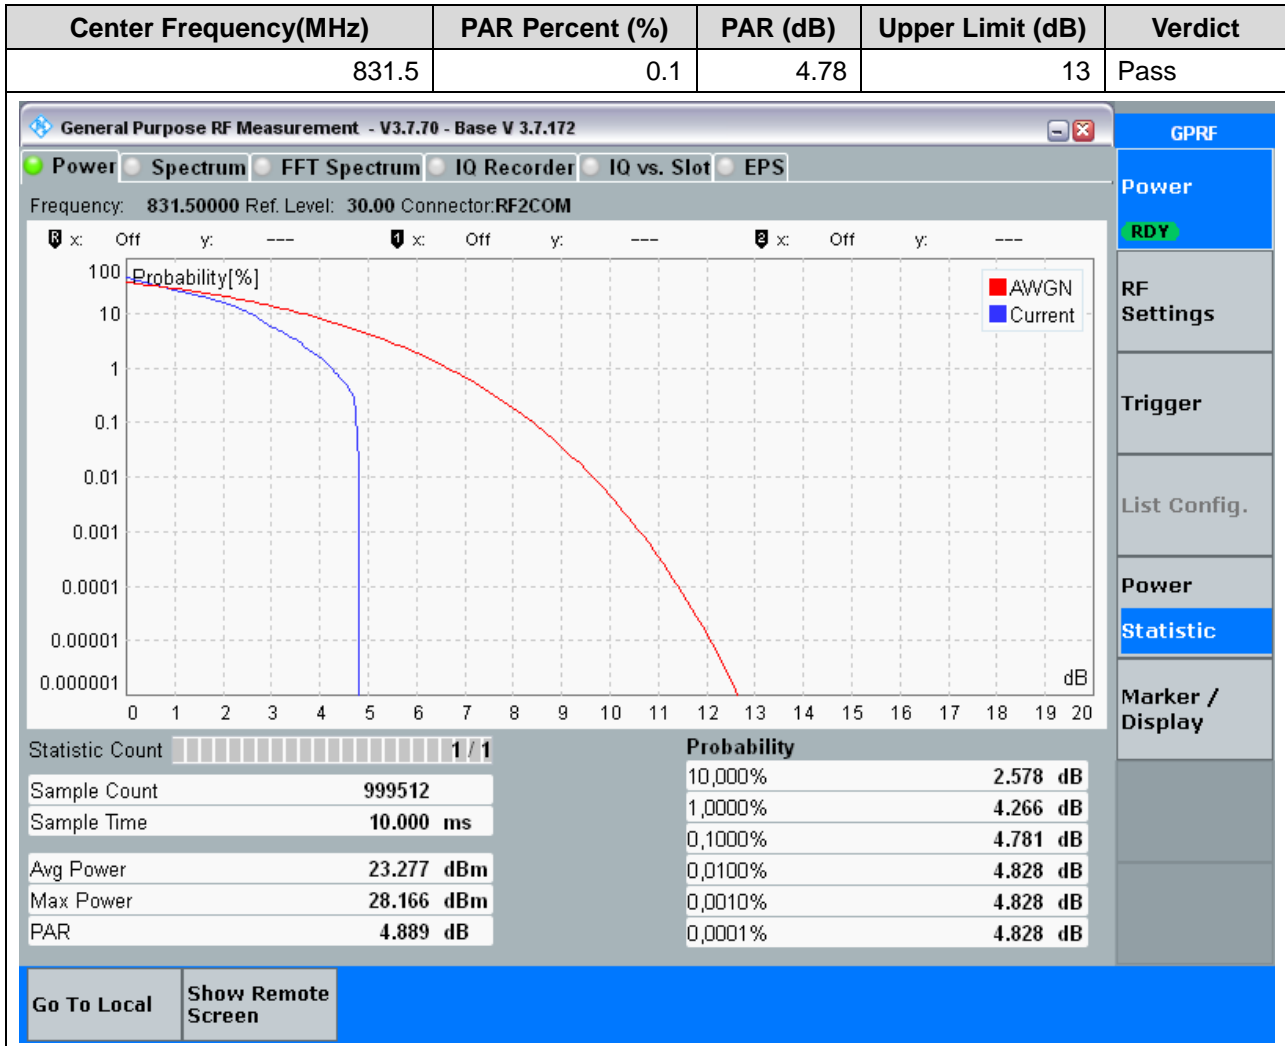 Center Frequency(MHz) PAR Percent (%) PAR (dB) Upper Limit (dB) Verdict
831.5 0.1 4.78 13 Pass
General Purpose RF Measurement - V3.7.70 - Base V 3.7.172
GPRF
Power Spectrum FFT Spectrum IQ Recorder IQ vs. Slot EPS
Power
RDY
Frequency: 831.50000 Ref. Level: 30.00 Connector:RF2COM
R x: Off y: --- 1 x: Off y: --- 2 x: Off y: ---
Probability[%]
AWGN
Current
100
10
1
0.1
0.01
0.001
0.0001
0.00001
0.000001
dB
0 1 2 3 4 5 6 7 8 9 10 11 12 13 14 15 16 17 18 19 20
RF
Settings
Trigger
List Config.
Power
Statistic
Marker /
Display
Statistic Count 1 / 1
Sample Count 999512
Sample Time 10.000 ms
Avg Power 23.277 dBm
Max Power 28.166 dBm
PAR 4.889 dB
Probability
10,000% 2.578 dB
1,0000% 4.266 dB
0,1000% 4.781 dB
0,0100% 4.828 dB
0,0010% 4.828 dB
0,0001% 4.828 dB
Go To Local
Show Remote
Screen